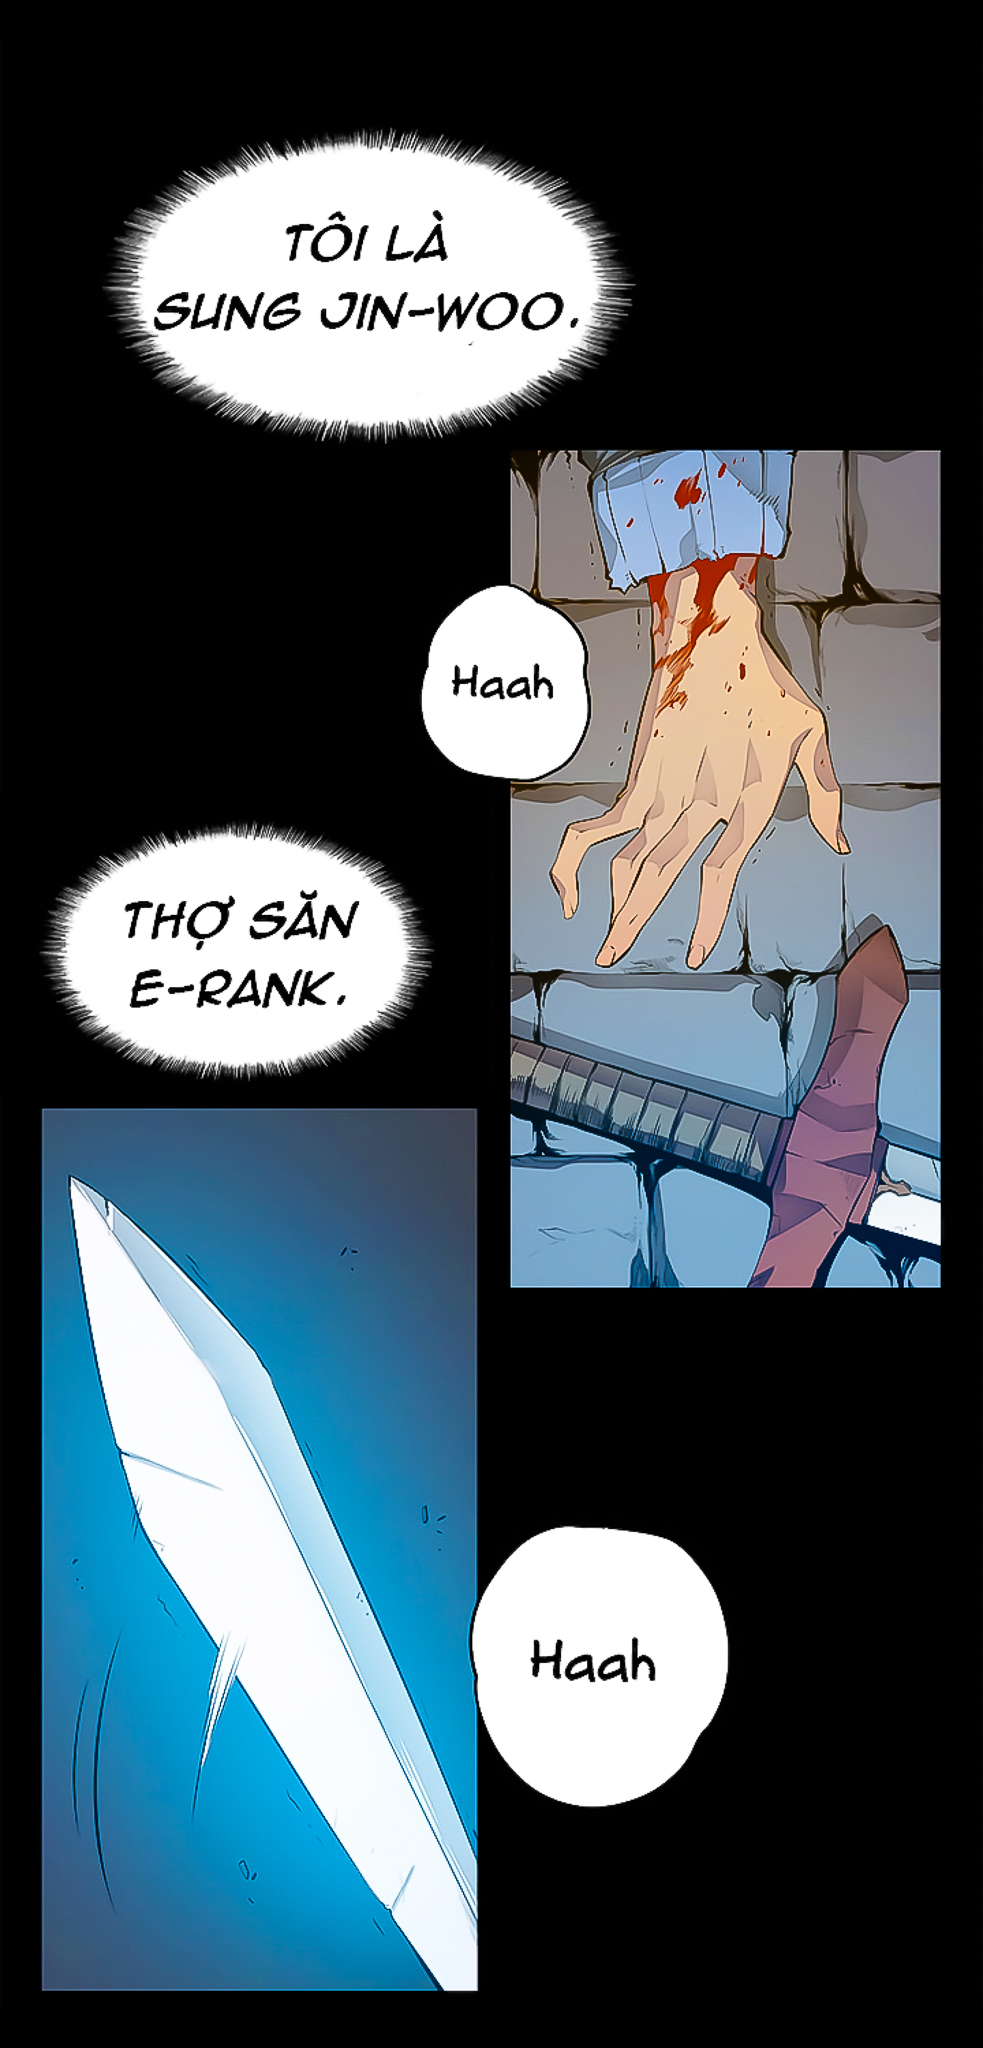 TÔI LÀ
SUNG JIN-WOO.
Haah
THỢ SĂN
E-RANK.
Haah